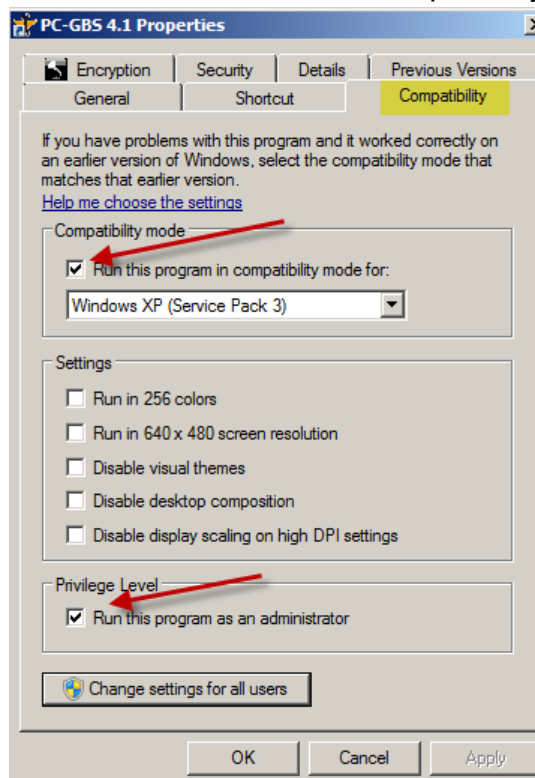 PC-GBS 4.1 Properties
Encryption Security Details Previous Versions
General Shortcut Compatibility
If you have problems with this program and it worked correctly on
an earlier version of Windows, select the compatibility mode that
matches that earlier version.
Help me choose the settings
Compatibility mode
Run this program in compatibility mode for:
Windows XP (Service Pack 3)
Settings
Run in 256 colors
Run in 640 x 480 screen resolution
Disable visual themes
Disable desktop composition
Disable display scaling on high DPI settings
Privilege Level
Run this program as an administrator
Change settings for all users
OK Cancel Apply